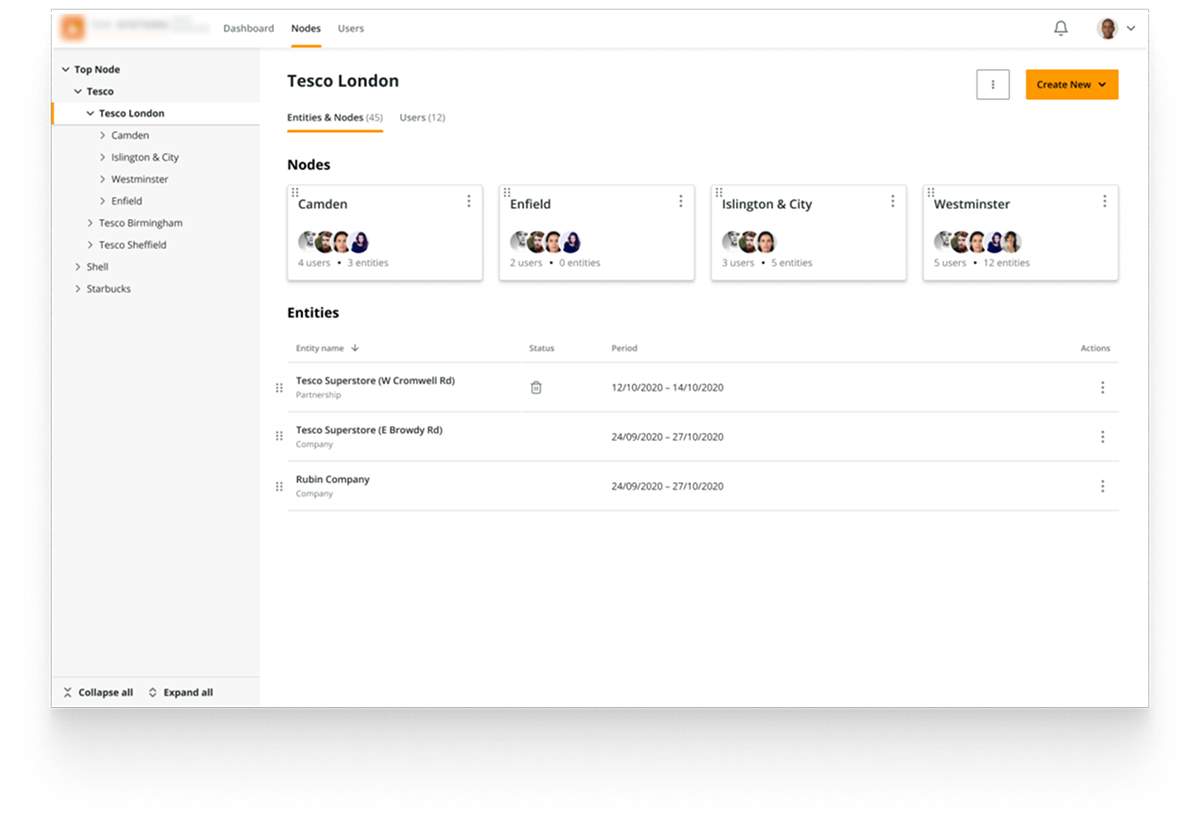 Dashboard Nodes Users
Top Node
Tesco
Tesco London
Camden
Islington & City
Westminster
Enfield
Tesco Birmingham
Tesco Sheffield
Shell
Starbucks
Collapse all Expand all
Tesco London
Create New
Entities & Nodes (45) Users (12)
Nodes
Camden
4 users • 3 entities
Enfield
2 users • 0 entities
Islington & City
3 users • 5 entities
Westminster
5 users • 12 entities
Entities
Entity name Status Period Actions
Tesco Superstore (W Cromwell Rd)
Partnership
12/10/2020 – 14/10/2020
Tesco Superstore (E Browdy Rd)
Company
24/09/2020 – 27/10/2020
Rubin Company
Company
24/09/2020 – 27/10/2020